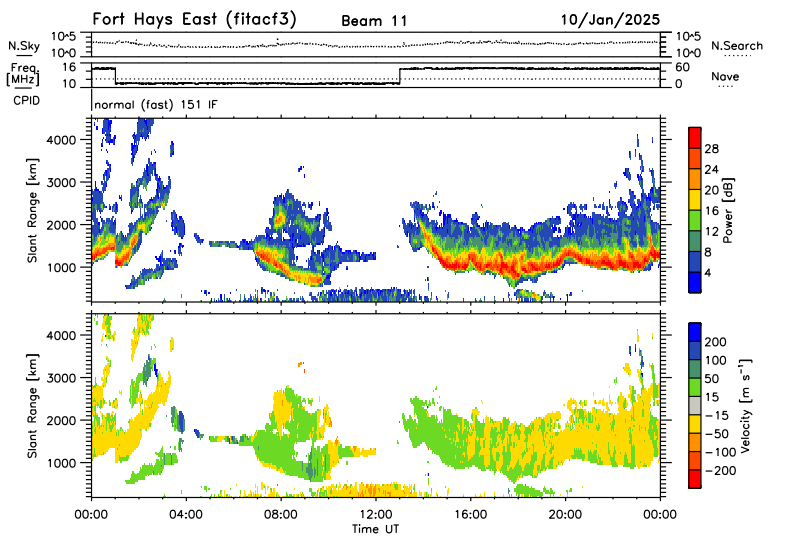 Fort Hays East (fitacf3) Beam 11 10/Jan/2025
N.Sky 10^5 10^0 10^5 10^0 N.Search
Freq. [MHz] 16 10 60 0 Nave
CPID normal (fast) 151 IF
Slant Range [km] 4000 3000 2000 1000
Power [dB] 28 24 20 16 12 8 4
Slant Range [km] 4000 3000 2000 1000
Velocity [m s⁻¹] 200 100 50 15 −15 −50 −100 −200
00:00 04:00 08:00 12:00 16:00 20:00 00:00
Time UT